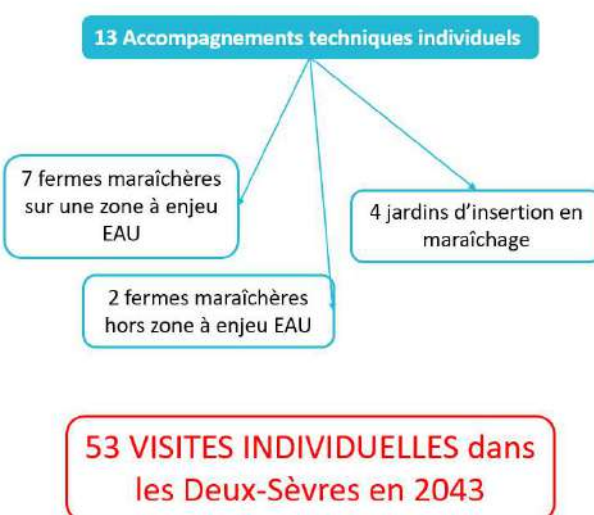 13 Accompagnements techniques individuels
7 fermes maraîchères
sur une zone à enjeu
EAU
4 jardins d'insertion en
maraîchage
2 fermes maraîchères
hors zone à enjeu EAU
53 VISITES INDIVIDUELLES dans
les Deux-Sèvres en 2043